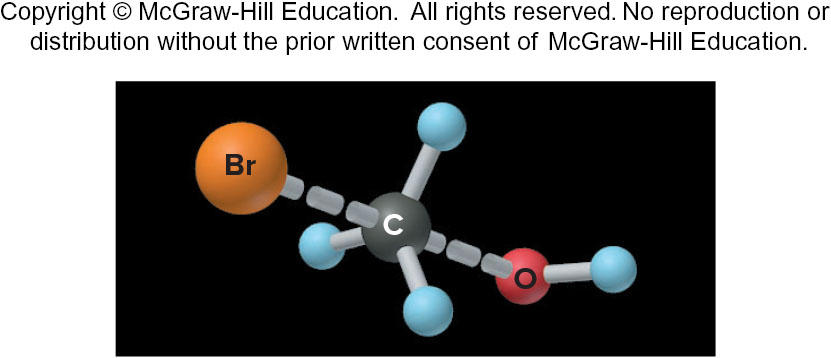 Copyright © McGraw-Hill Education.  All rights reserved. No reproduction or
distribution without the prior written consent of McGraw-Hill Education.
Br
C
O